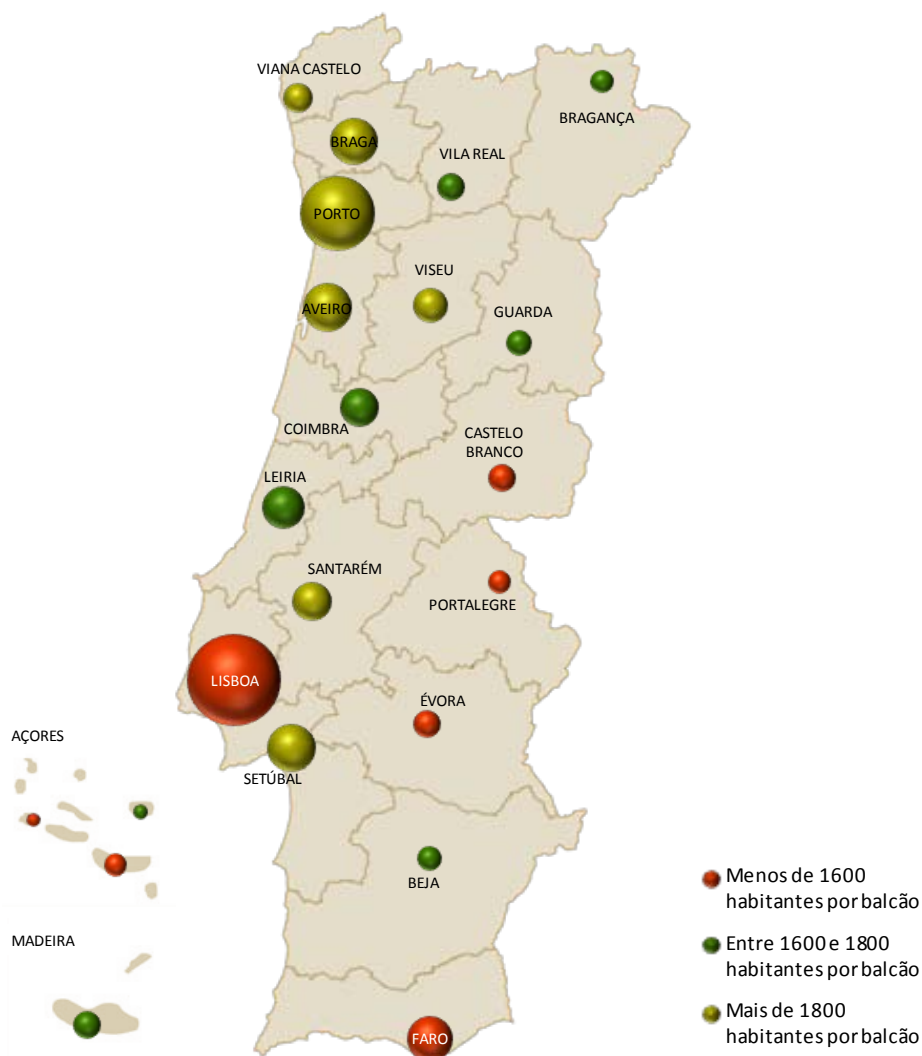 VIANA CASTELO
BRAGANÇA
BRAGA
VILA REAL
PORTO
VISEU
AVEIRO
GUARDA
COIMBRA
CASTELO
BRANCO
LEIRIA
SANTARÉM
PORTALEGRE
LISBOA
ÉVORA
AÇORES
SETÚBAL
BEJA
MADEIRA
FARO
Menos de 1600
habitantes por balcão
Entre 1600 e 1800
habitantes por balcão
Mais de 1800
habitantes por balcão